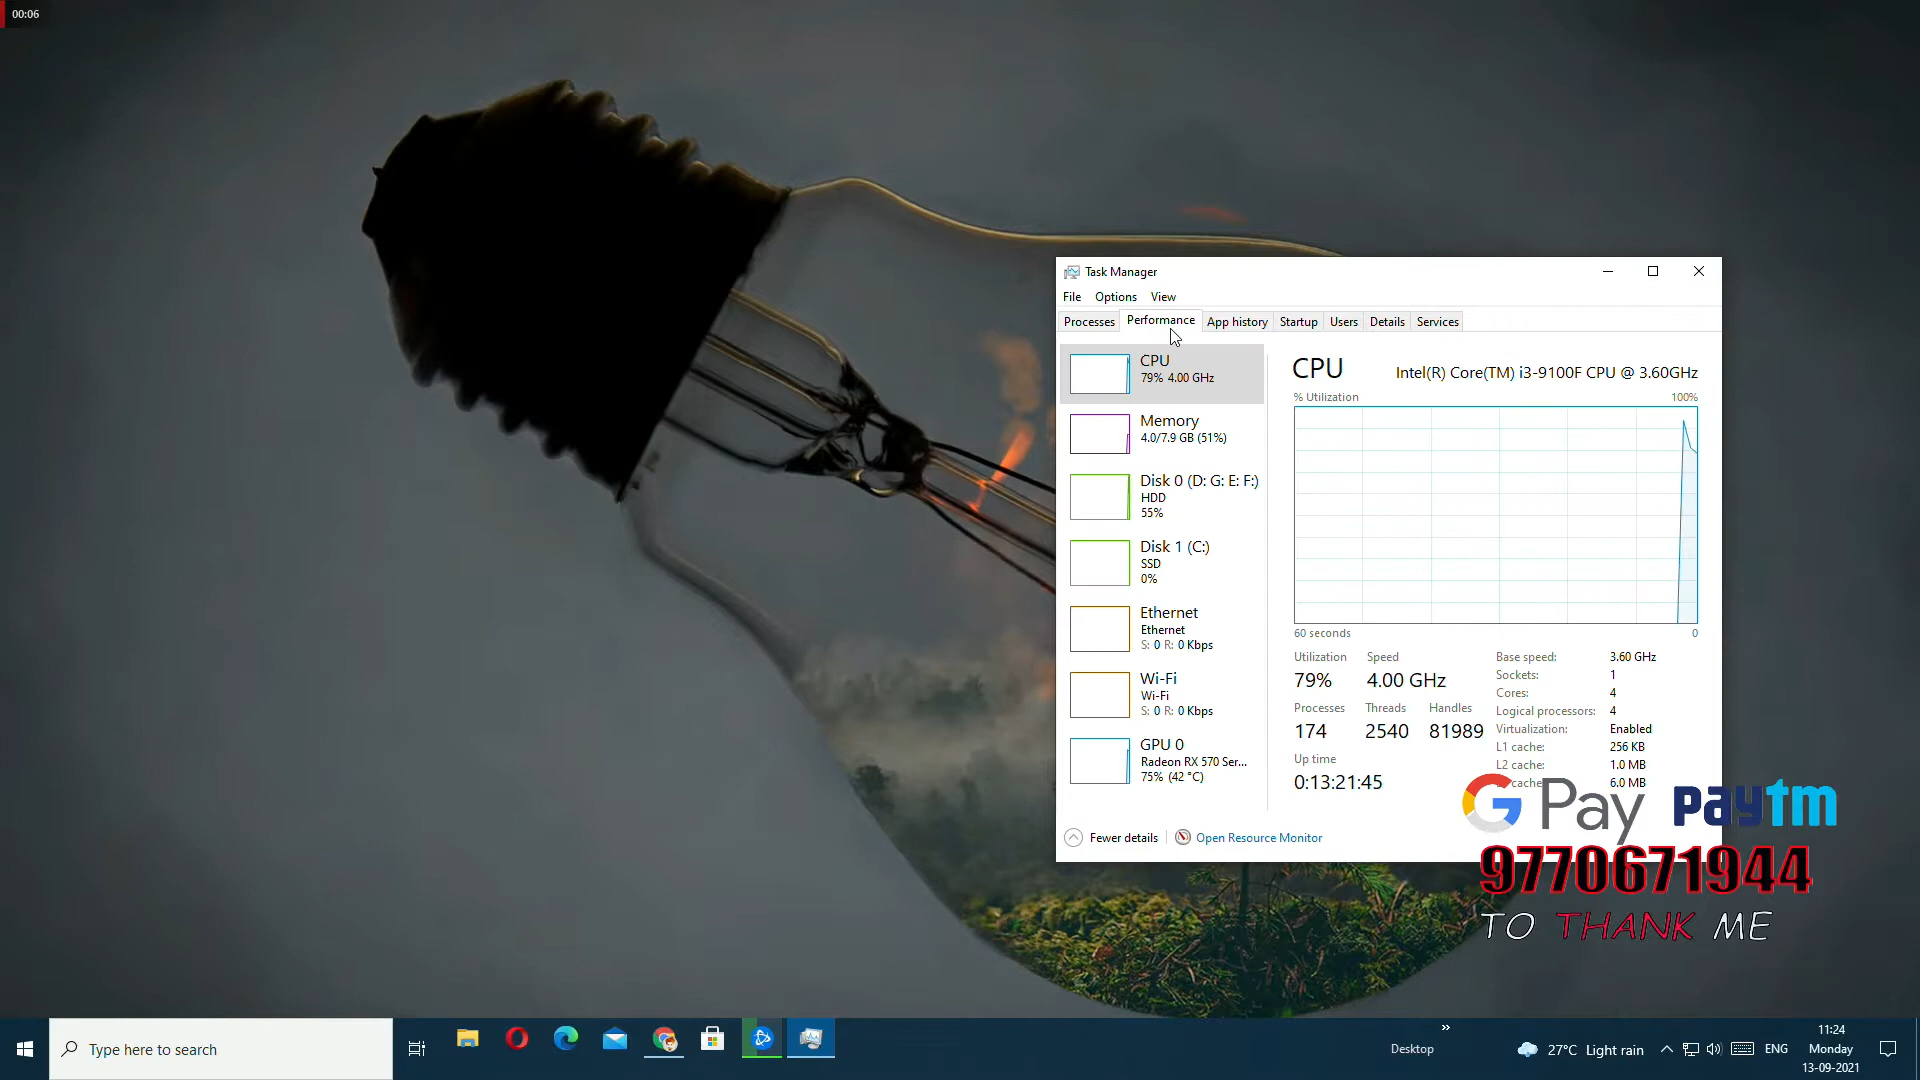 00:06
Task Manager
File Options View
Processes Performance App history Startup Users Details Services
CPU
79% 4.00 GHz
Memory
4.0/7.9 GB (51%)
Disk 0 (D: G: E: F:)
HDD
55%
Disk 1 (C:)
SSD
0%
Ethernet
Ethernet
S: 0 R: 0 Kbps
Wi-Fi
Wi-Fi
S: 0 R: 0 Kbps
GPU 0
Radeon RX 570 Ser...
75% (42 °C)
CPU Intel(R) Core(TM) i3-9100F CPU @ 3.60GHz
% Utilization 100%
60 seconds 0
Utilization Speed
79% 4.00 GHz
Processes Threads Handles
174 2540 81989
Up time
0:13:21:45
Base speed: 3.60 GHz
Sockets: 1
Cores: 4
Logical processors: 4
Virtualization: Enabled
L1 cache: 256 KB
L2 cache: 1.0 MB
cache: 6.0 MB
Fewer details Open Resource Monitor
G Pay paytm
9770671944
TO THANK ME
Type here to search
Desktop
27°C Light rain
ENG
11:24
Monday
13-09-2021